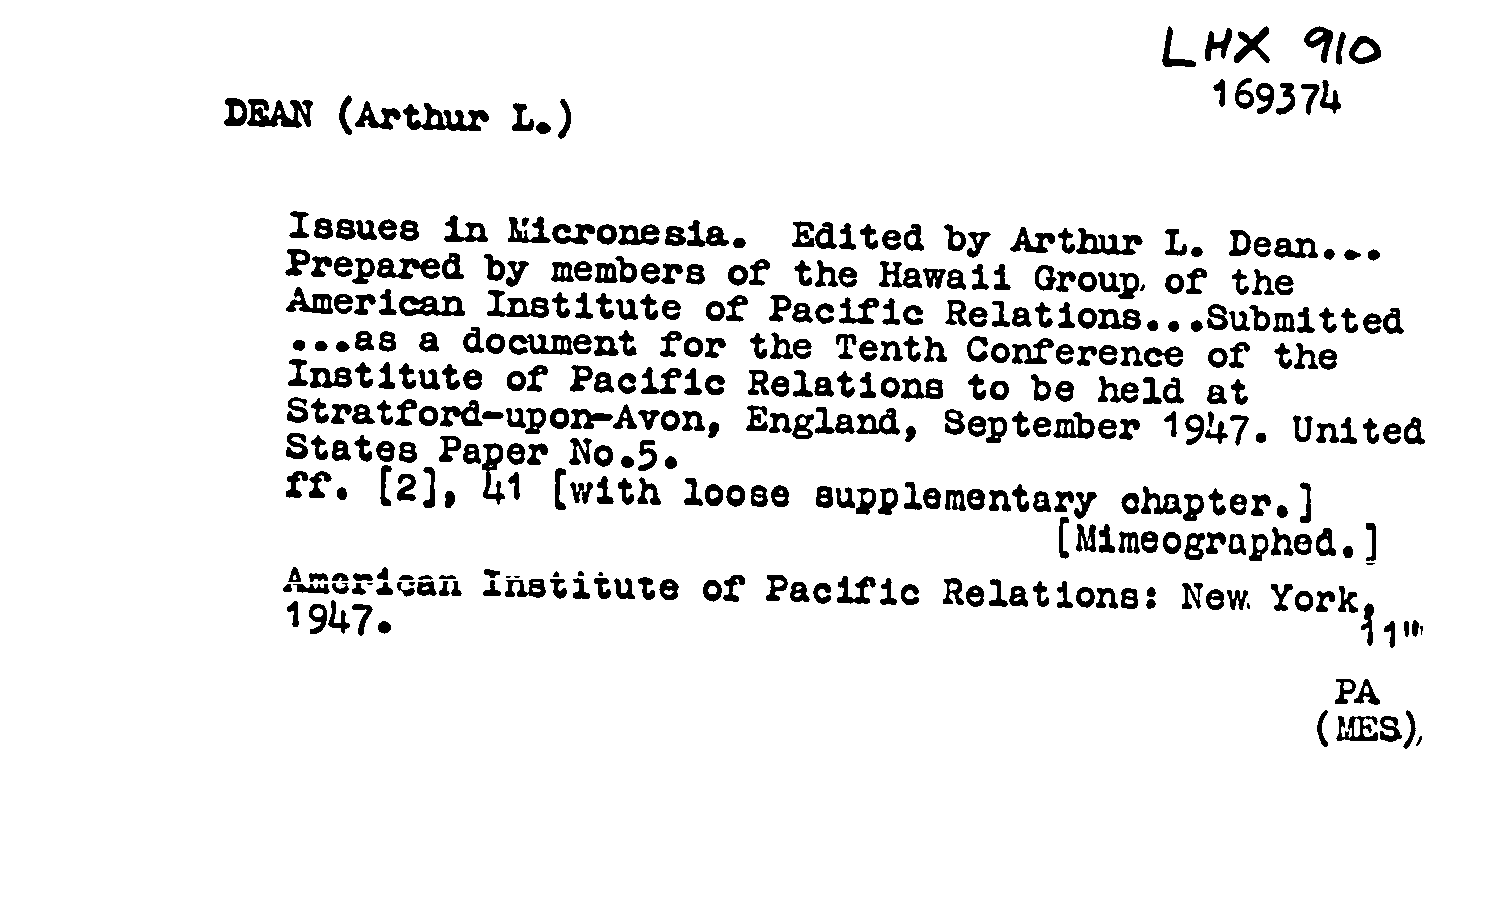 LHX 910
169374
DEAN (Arthur L.)
Issues in Micronesia. Edited by Arthur L. Dean...
Prepared by members of the Hawaii Group of the
American Institute of Pacific Relations...Submitted
...as a document for the Tenth Conference of the
Institute of Pacific Relations to be held at
Stratford-upon-Avon, England, September 1947. United
States Paper No.5.
ff. [2], 41 [with loose supplementary chapter.]
[Mimeographed.]
American Institute of Pacific Relations: New York,
1947.
11"
PA
(MES)